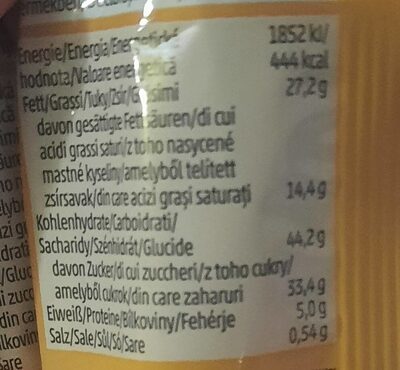 Energie/Energia/Energetická 1852 kJ/
hodnota/Valoare energetică 444 kcal
Fett/Grassi/Tuky/Zsír/Grăsimi 27,2 g
davon gesättigte Fettsäuren/di cui
acidi grassi saturi/z toho nasycené
mastné kyseliny/amelyből telített
zsírsavak/din care acizi grași saturați 14,4 g
Kohlenhydrate/Carboidrati/
Sacharidy/Szénhidrát/Glucide 44,2 g
davon Zucker/di cui zuccheri/z toho cukry/
amelyből cukrok/din care zaharuri 33,4 g
Eiweiß/Proteine/Bílkoviny/Fehérje 5,0 g
Salz/Sale/Sůl/Só/Sare 0,54 g